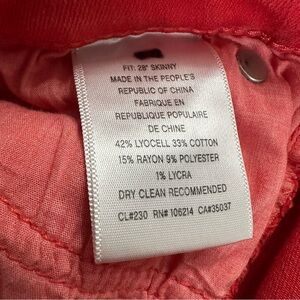 FIT: 28" SKINNY
MADE IN THE PEOPLE'S
REPUBLIC OF CHINA
FABRIQUE EN
REPUBLIQUE POPULAIRE
DE CHINE
42% LYOCELL 33% COTTON
15% RAYON 9% POLYESTER
1% LYCRA
DRY CLEAN RECOMMENDED
CL#230 RN# 106214 CA#35037